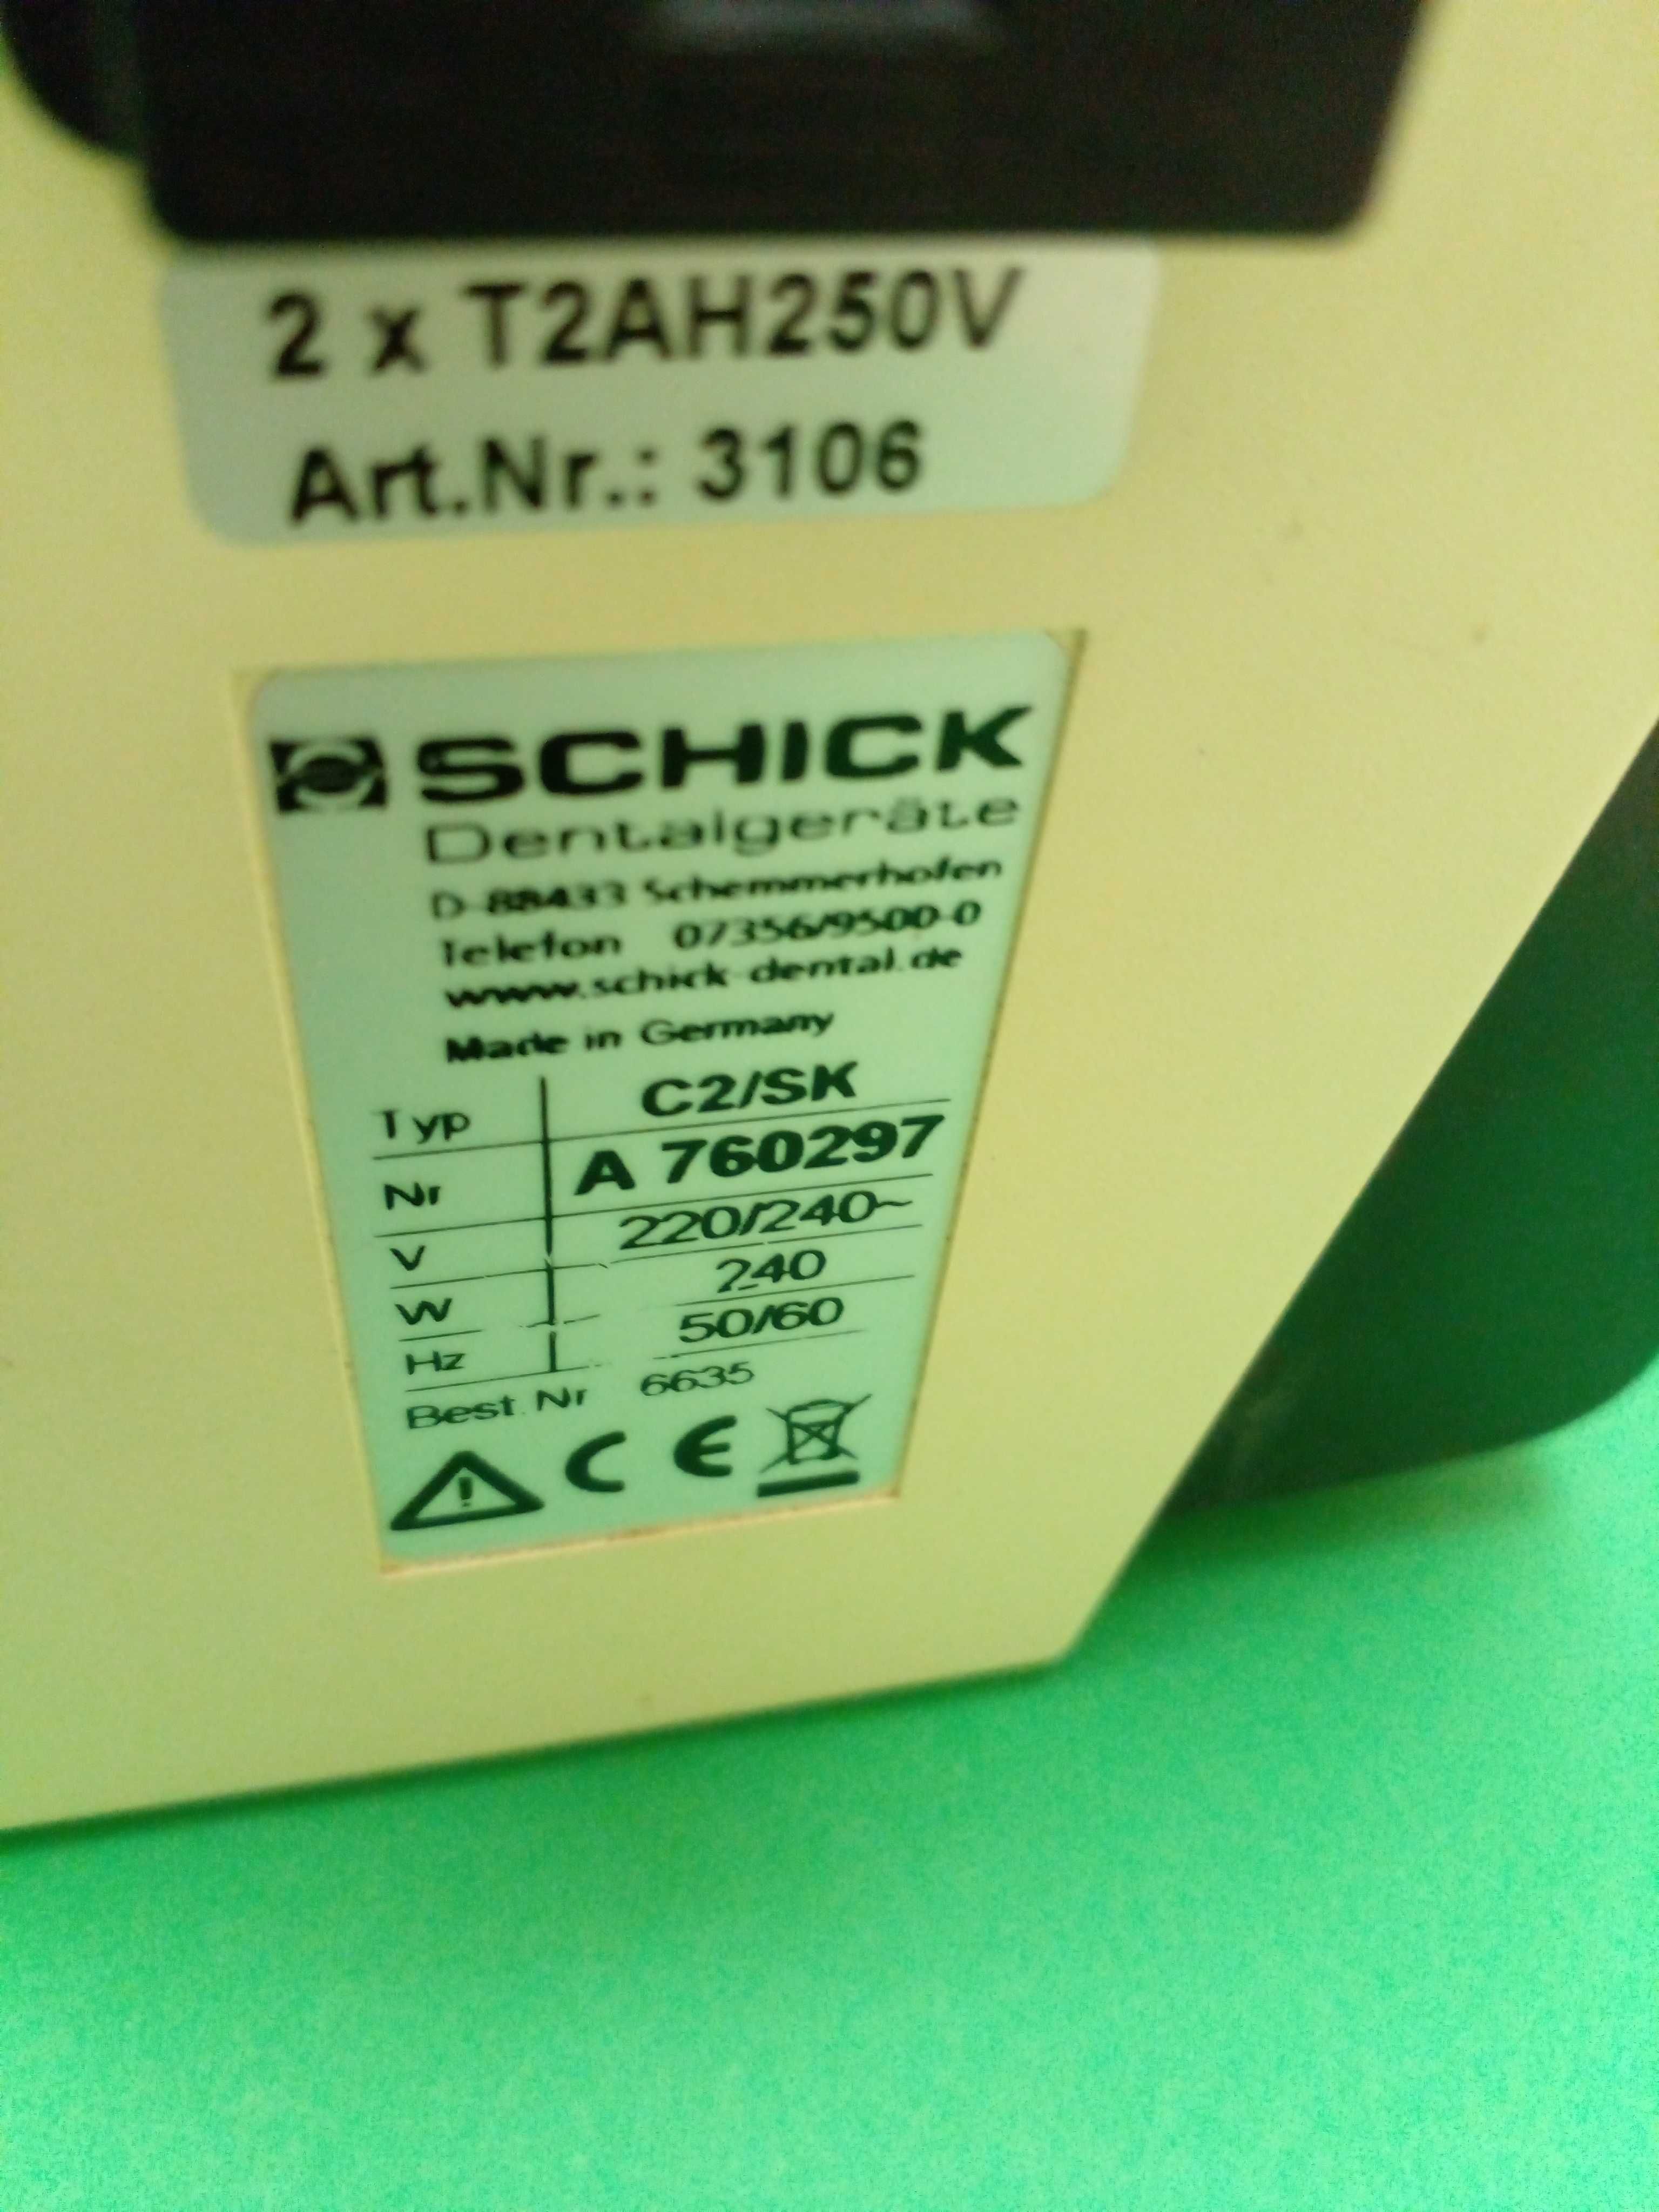 2 x T2AH250V
Art.Nr.: 3106
SCHICK
Dentalgeräte
D-88433 Schemmerhofen
Telefon 07356/9500-0
www.schick-dental.de
Made in Germany
Typ C2/SK
Nr A 760297
V 220/240~
W 240
Hz 50/60
Best.Nr 6635
! CE